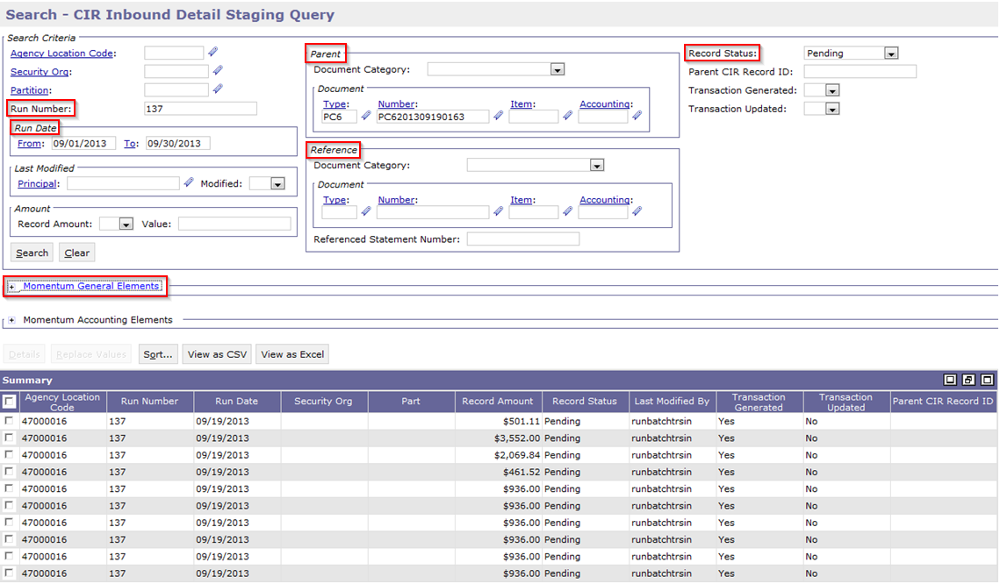 Search - CIR Inbound Detail Staging Query
Search Criteria
Agency Location Code:
Security Org:
Partition:
Run Number: 137
Run Date
From: 09/01/2013 To: 09/30/2013
Last Modified
Principal: Modified:
Amount
Record Amount: Value:
Search Clear
Parent
Document Category:
Document
Type: Number: Item: Accounting:
PC6 PC6201309190163
Reference
Document Category:
Document
Type: Number: Item: Accounting:
Referenced Statement Number:
Record Status: Pending
Parent CIR Record ID:
Transaction Generated:
Transaction Updated:
+ Momentum General Elements
+ Momentum Accounting Elements
Details Replace Values Sort... View as CSV View as Excel
Summary
Agency Location Code Run Number Run Date Security Org Part Record Amount Record Status Last Modified By Transaction Generated Transaction Updated Parent CIR Record ID
47000016 137 09/19/2013 $501.11 Pending runbatchtrsin Yes No
47000016 137 09/19/2013 $3,552.00 Pending runbatchtrsin Yes No
47000016 137 09/19/2013 $2,069.84 Pending runbatchtrsin Yes No
47000016 137 09/19/2013 $461.52 Pending runbatchtrsin Yes No
47000016 137 09/19/2013 $936.00 Pending runbatchtrsin Yes No
47000016 137 09/19/2013 $936.00 Pending runbatchtrsin Yes No
47000016 137 09/19/2013 $936.00 Pending runbatchtrsin Yes No
47000016 137 09/19/2013 $936.00 Pending runbatchtrsin Yes No
47000016 137 09/19/2013 $936.00 Pending runbatchtrsin Yes No
47000016 137 09/19/2013 $936.00 Pending runbatchtrsin Yes No